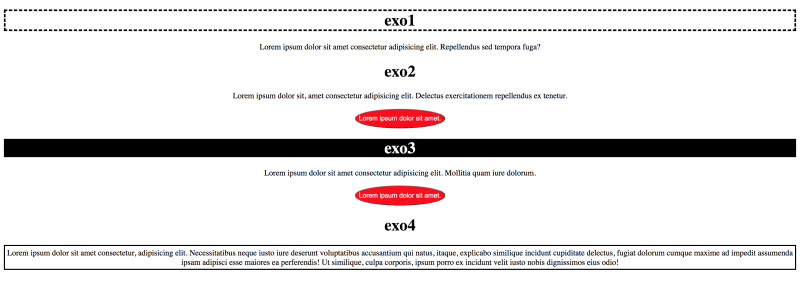 exo1
Lorem ipsum dolor sit amet consectetur adipisicing elit. Repellendus sed tempora fuga?
exo2
Lorem ipsum dolor sit, amet consectetur adipisicing elit. Delectus exercitationem repellendus ex tenetur.
Lorem ipsum dolor sit amet.
exo3
Lorem ipsum dolor sit amet consectetur adipisicing elit. Mollitia quam iure dolorum.
Lorem ipsum dolor sit amet.
exo4
Lorem ipsum dolor sit amet consectetur, adipisicing elit. Necessitatibus neque iusto iure deserunt voluptatibus accusantium qui natus, itaque, explicabo similique incidunt cupiditate delectus, fugiat dolorum cumque maxime ad impedit assumenda
ipsam adipisci esse maiores ea perferendis! Ut similique, culpa corporis, ipsum porro ex incidunt velit iusto nobis dignissimos eius odio!